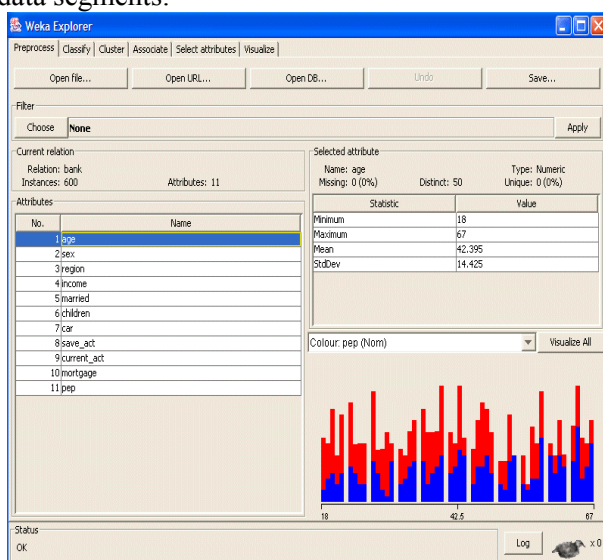 data segments.
Weka Explorer
Preprocess Classify Cluster Associate Select attributes Visualize
Open file... Open URL... Open DB... Undo Save...
Filter
Choose None Apply
Current relation
Relation: bank
Instances: 600 Attributes: 11
Selected attribute
Name: age Type: Numeric
Missing: 0 (0%) Distinct: 50 Unique: 0 (0%)
Attributes
No. Name
1 age
2 sex
3 region
4 income
5 married
6 children
7 car
8 save_act
9 current_act
10 mortgage
11 pep
Statistic Value
Minimum 18
Maximum 67
Mean 42.395
StdDev 14.425
Colour: pep (Nom) Visualize All
18 42.5 67
Status
OK
Log x 0